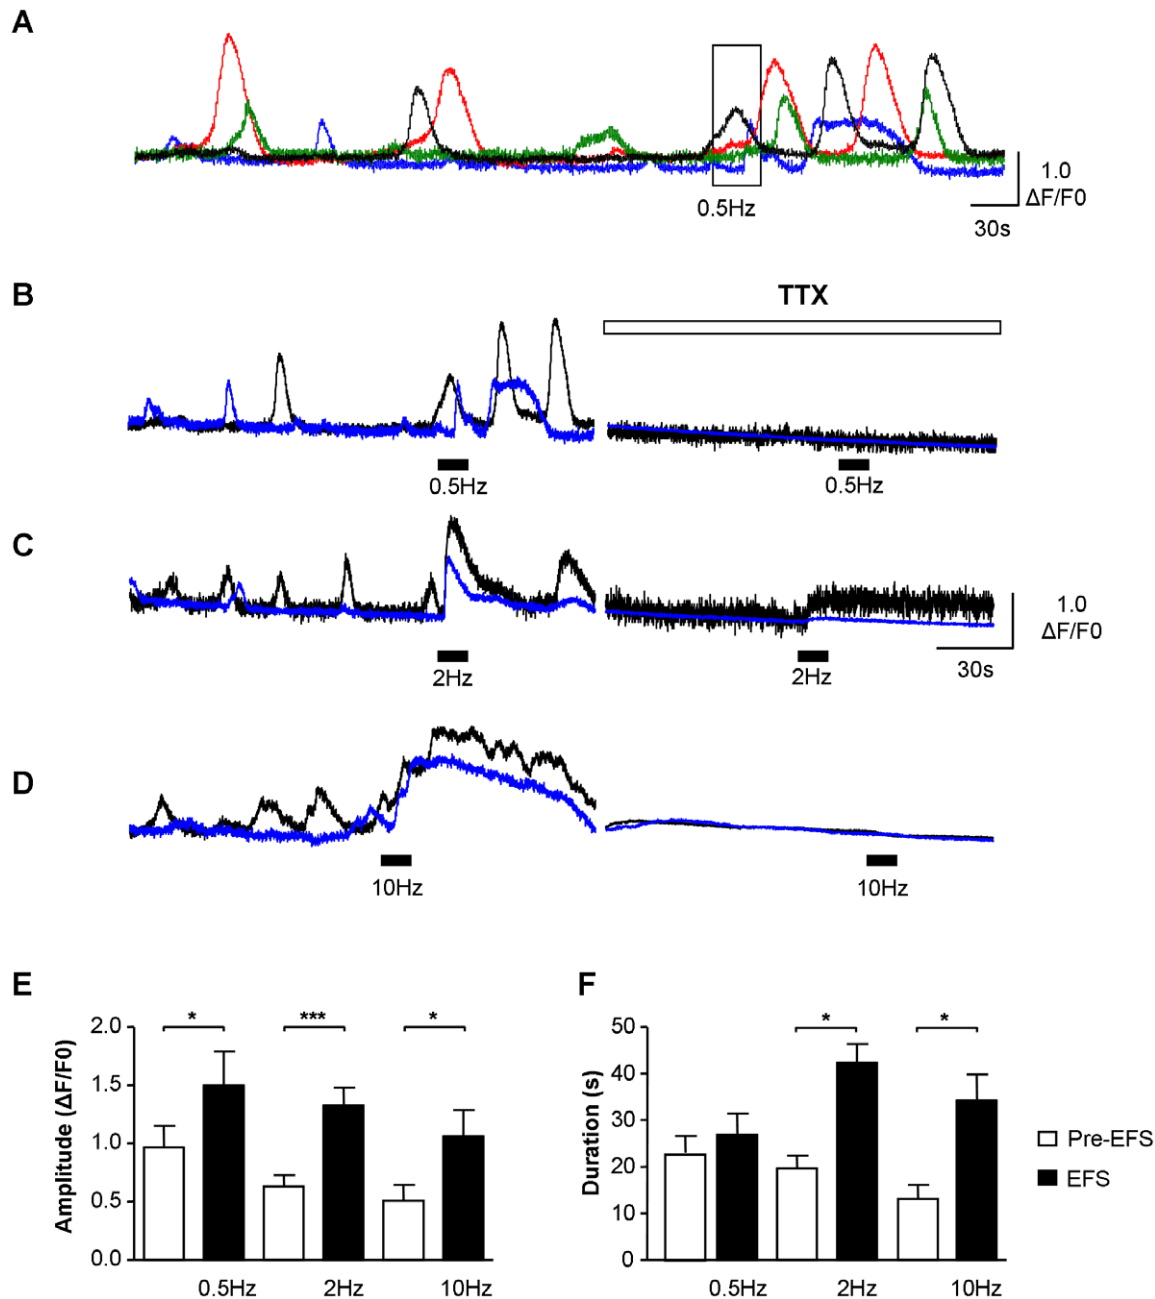 A
0.5Hz
1.0
ΔF/F0
30s
B
TTX
0.5Hz
0.5Hz
C
2Hz
2Hz
1.0
ΔF/F0
30s
D
10Hz
10Hz
E
Amplitude (ΔF/F0)
2.0
1.5
1.0
0.5
0.0
* *** *
0.5Hz 2Hz 10Hz
F
Duration (s)
50
40
30
20
10
0
* *
0.5Hz 2Hz 10Hz
Pre-EFS
EFS